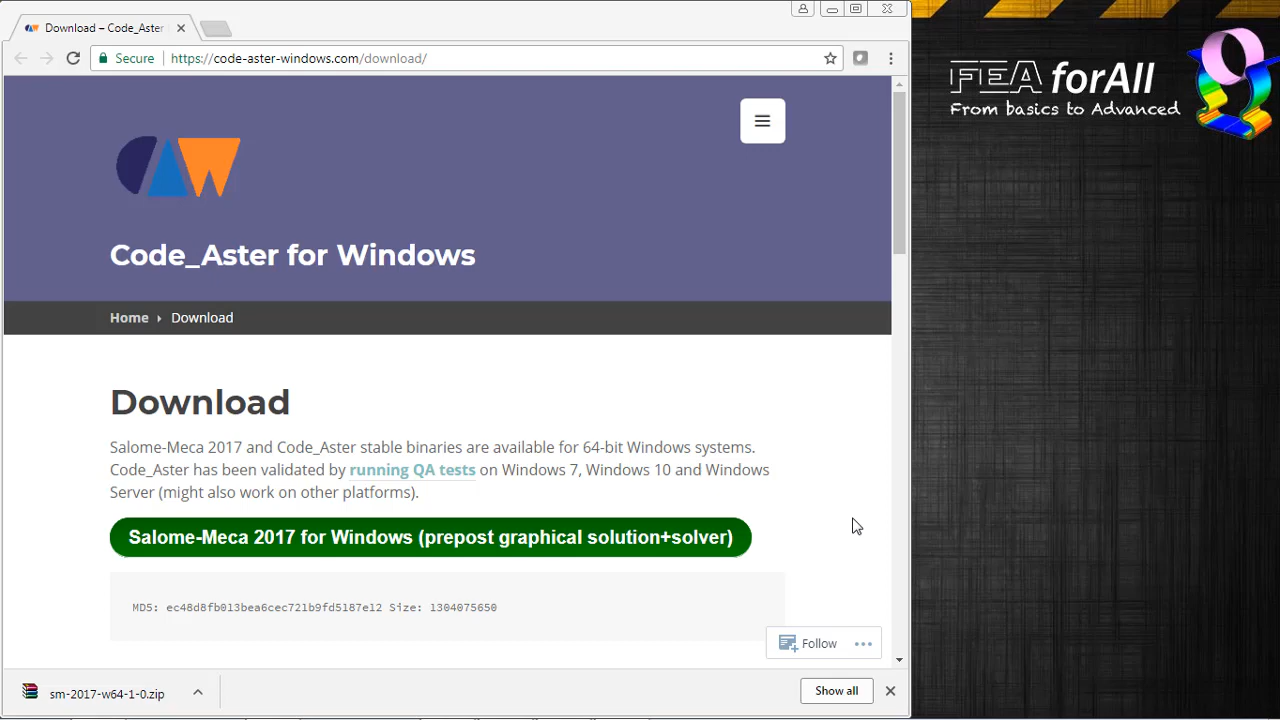 Download – Code_Aster
Secure
https://code-aster-windows.com/download/
FEA forAll
From basics to Advanced
Code_Aster for Windows
Home
Download
Download
Salome-Meca 2017 and Code_Aster stable binaries are available for 64-bit Windows systems.
Code_Aster has been validated by running QA tests on Windows 7, Windows 10 and Windows
Server (might also work on other platforms).
Salome-Meca 2017 for Windows (prepost graphical solution+solver)
MD5: ec48d8fb013bea6cec721b9fd5187e12 Size: 1304075650
Follow
sm-2017-w64-1-0.zip
Show all